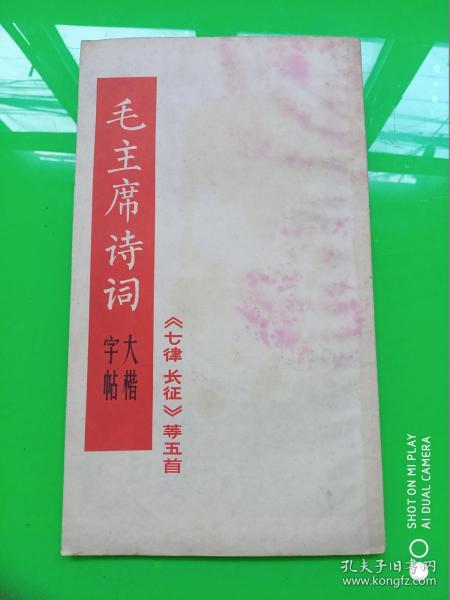 毛主席诗词
大楷
字帖
《七律 长征》等五首
SHOT ON MI PLAY
AI DUAL CAMERA
孔夫子旧书网
www.kongfz.com